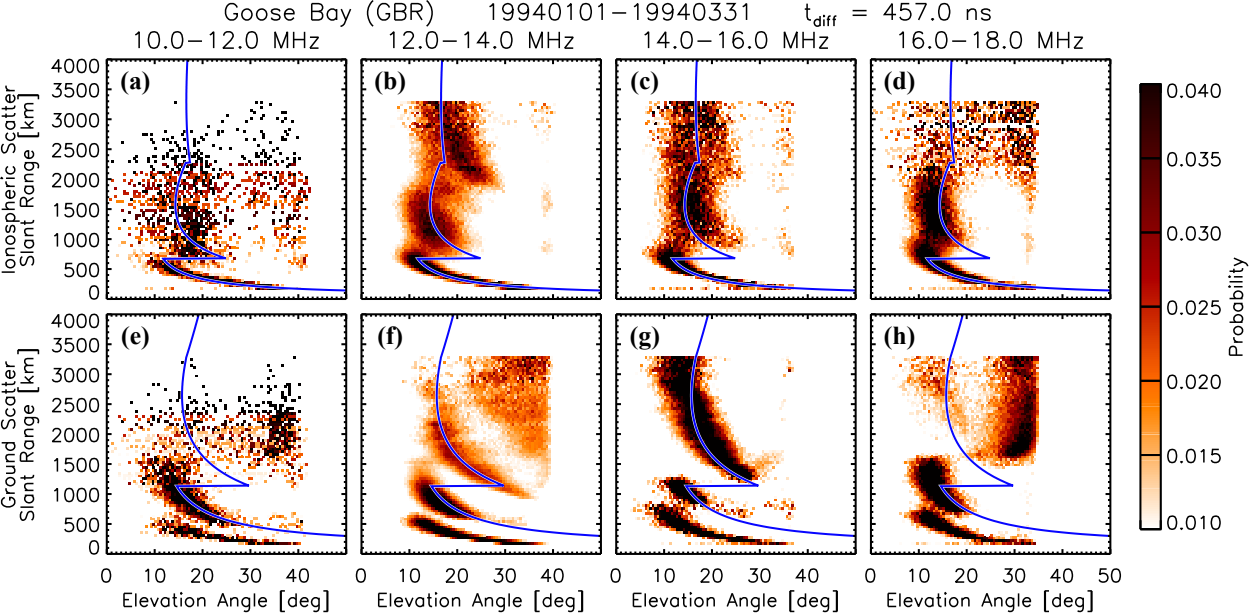 Goose Bay (GBR) 19940101−19940331 t_diff = 457.0 ns
10.0−12.0 MHz 12.0−14.0 MHz 14.0−16.0 MHz 16.0−18.0 MHz
Ionospheric Scatter
Slant Range [km]
4000
3500
3000
2500
2000
1500
1000
500
0
(a) (b) (c) (d)
Ground Scatter
Slant Range [km]
4000
3500
3000
2500
2000
1500
1000
500
0
(e) (f) (g) (h)
0 10 20 30 40 0 10 20 30 40 0 10 20 30 40 0 10 20 30 40 50
Elevation Angle [deg] Elevation Angle [deg] Elevation Angle [deg] Elevation Angle [deg]
0.040
0.035
0.030
0.025
0.020
0.015
0.010
Probability